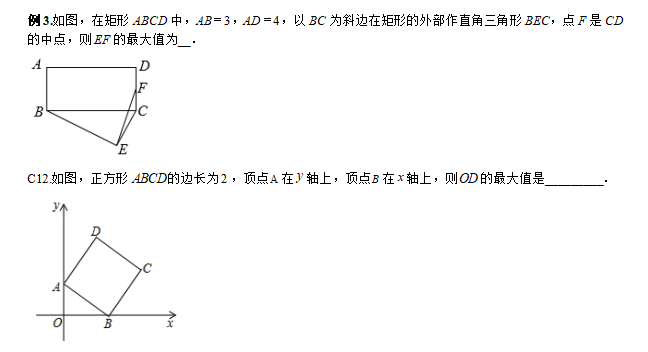 例3.如图，在矩形 ABCD 中，AB=3，AD=4，以 BC 为斜边在矩形的外部作直角三角形 BEC，点 F 是 CD
的中点，则 EF 的最大值为__.
A D
F
B C
E
C12.如图，正方形 ABCD的边长为2，顶点A 在 y 轴上，顶点B 在 x 轴上，则OD 的最大值是_________.
y
D
C
A
O B x